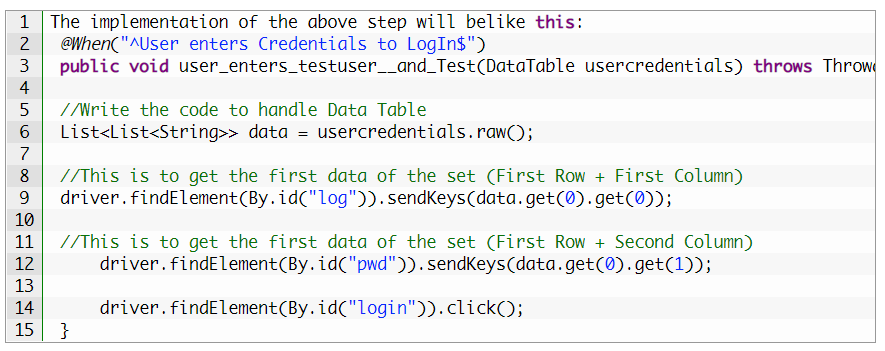 1 The implementation of the above step will belike this:
2 @When("^User enters Credentials to LogIn$")
3 public void user_enters_testuser__and_Test(DataTable usercredentials) throws Throw
4
5 //Write the code to handle Data Table
6 List<List<String>> data = usercredentials.raw();
7
8 //This is to get the first data of the set (First Row + First Column)
9 driver.findElement(By.id("log")).sendKeys(data.get(0).get(0));
10
11 //This is to get the first data of the set (First Row + Second Column)
12 driver.findElement(By.id("pwd")).sendKeys(data.get(0).get(1));
13
14 driver.findElement(By.id("login")).click();
15 }